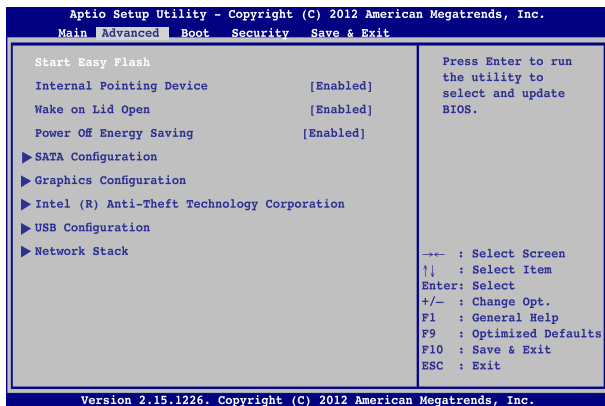 Aptio Setup Utility - Copyright (C) 2012 American Megatrends, Inc.
Main Advanced Boot Security Save & Exit
Start Easy Flash
Internal Pointing Device [Enabled]
Wake on Lid Open [Enabled]
Power Off Energy Saving [Enabled]
SATA Configuration
Graphics Configuration
Intel (R) Anti-Theft Technology Corporation
USB Configuration
Network Stack
Press Enter to run
the utility to
select and update
BIOS.
→← : Select Screen
↑↓ : Select Item
Enter: Select
+/— : Change Opt.
F1 : General Help
F9 : Optimized Defaults
F10 : Save & Exit
ESC : Exit
Version 2.15.1226. Copyright (C) 2012 American Megatrends, Inc.